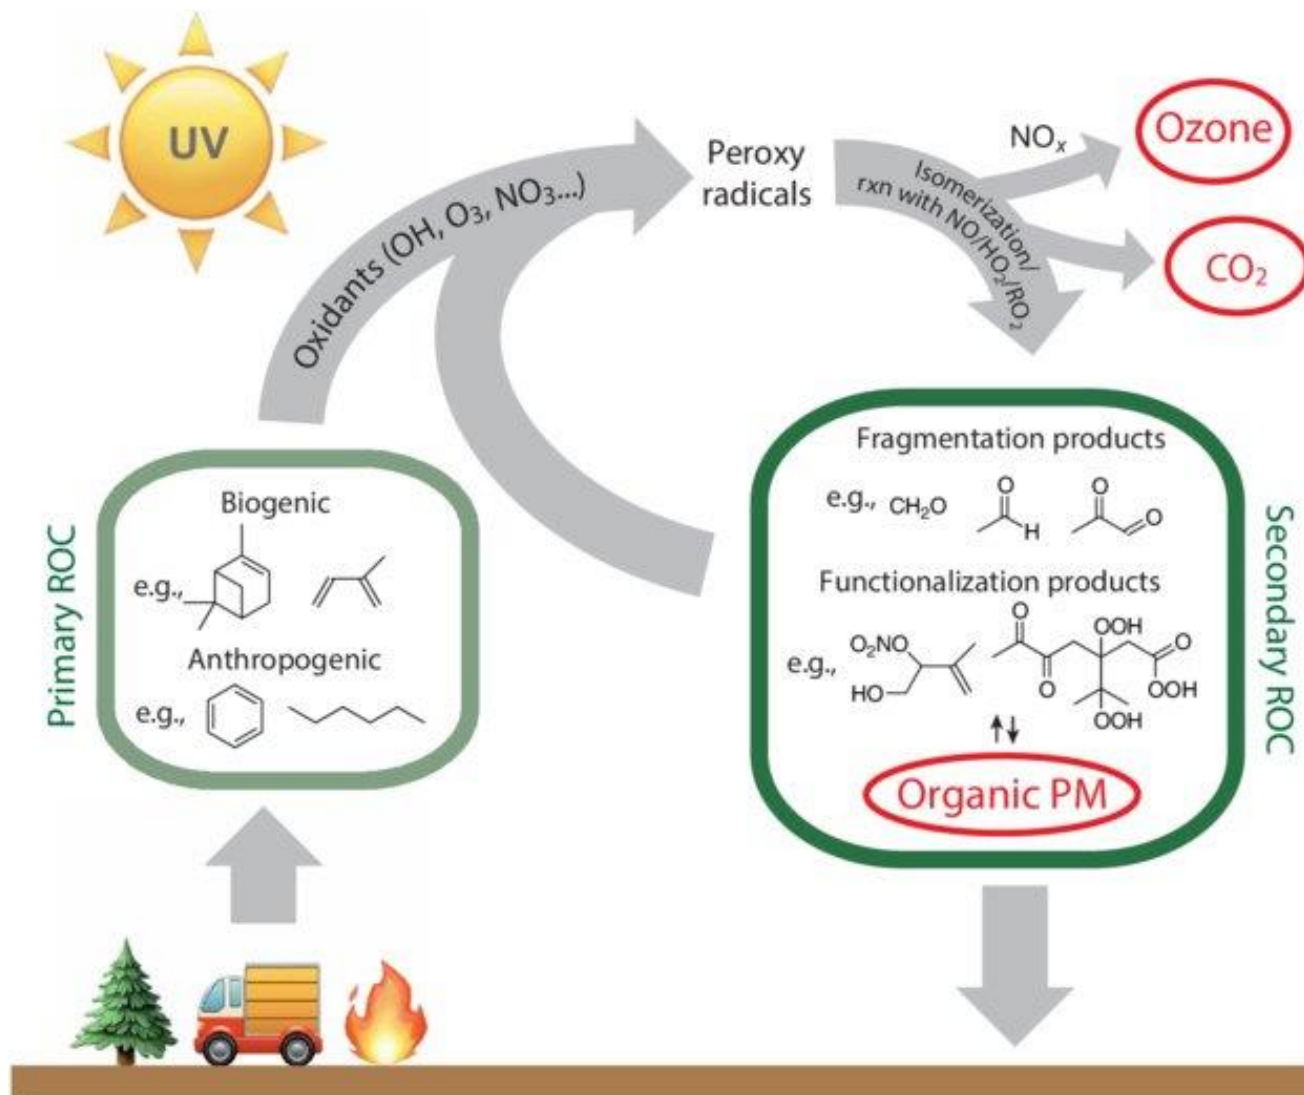 UV
Oxidants (OH, O₃, NO₃...)
Peroxy
radicals
Isomerization/
rxn with NO/HO₂/RO₂
NOₓ
Ozone
CO₂
Primary ROC
Biogenic
e.g.,
Anthropogenic
e.g.,
Secondary ROC
Fragmentation products
e.g., CH₂O
O
H
O
O
Functionalization products
e.g.,
O₂NO
HO
O
O
OOH
O
OOH
OOH
Organic PM